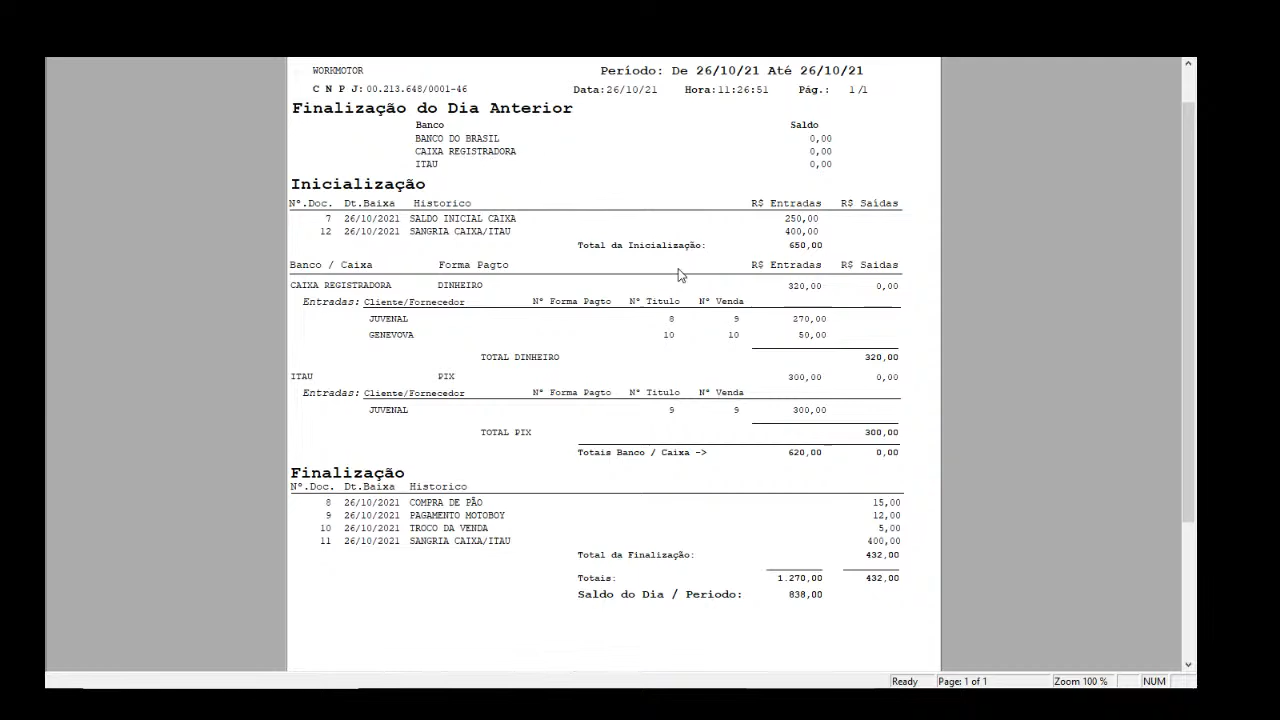 WORKMOTOR Período: De 26/10/21 Até 26/10/21
C N P J: 00.213.648/0001-46 Data:26/10/21 Hora:11:26:51 Pág.: 1/1
Finalização do Dia Anterior
Banco Saldo
BANCO DO BRASIL 0,00
CAIXA REGISTRADORA 0,00
ITAU 0,00
Inicialização
Nº.Doc. Dt.Baixa Historico R$ Entradas R$ Saídas
7 26/10/2021 SALDO INICIAL CAIXA 250,00
12 26/10/2021 SANGRIA CAIXA/ITAU 400,00
Total da Inicialização: 650,00
Banco / Caixa Forma Pagto R$ Entradas R$ Saídas
CAIXA REGISTRADORA DINHEIRO 320,00 0,00
Entradas: Cliente/Fornecedor Nº Forma Pagto Nº Titulo Nº Venda
JUVENAL 8 9 270,00
GENEVOVA 10 10 50,00
TOTAL DINHEIRO 320,00
ITAU PIX 300,00 0,00
Entradas: Cliente/Fornecedor Nº Forma Pagto Nº Titulo Nº Venda
JUVENAL 9 9 300,00
TOTAL PIX 300,00
Totais Banco / Caixa -> 620,00 0,00
Finalização
Nº.Doc. Dt.Baixa Historico
8 26/10/2021 COMPRA DE PÃO 15,00
9 26/10/2021 PAGAMENTO MOTOBOY 12,00
10 26/10/2021 TROCO DA VENDA 5,00
11 26/10/2021 SANGRIA CAIXA/ITAU 400,00
Total da Finalização: 432,00
Totais: 1.270,00 432,00
Saldo do Dia / Periodo: 838,00
Ready Page: 1 of 1 Zoom 100 % NUM